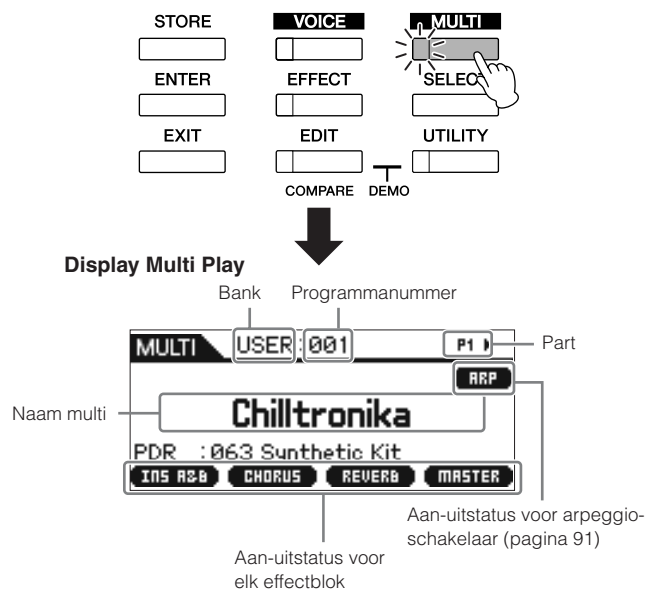 STORE VOICE MULTI
ENTER EFFECT SELECT
EXIT EDIT UTILITY
COMPARE DEMO
Display Multi Play
Bank Programmanummer
MULTI USER:001 P1 Part
ARP
Naam multi Chilltronika
PDR :063 Synthetic Kit
INS A&B CHORUS REVERB MASTER
Aan-uitstatus voor arpeggio-
schakelaar (pagina 91)
Aan-uitstatus voor
elk effectblok